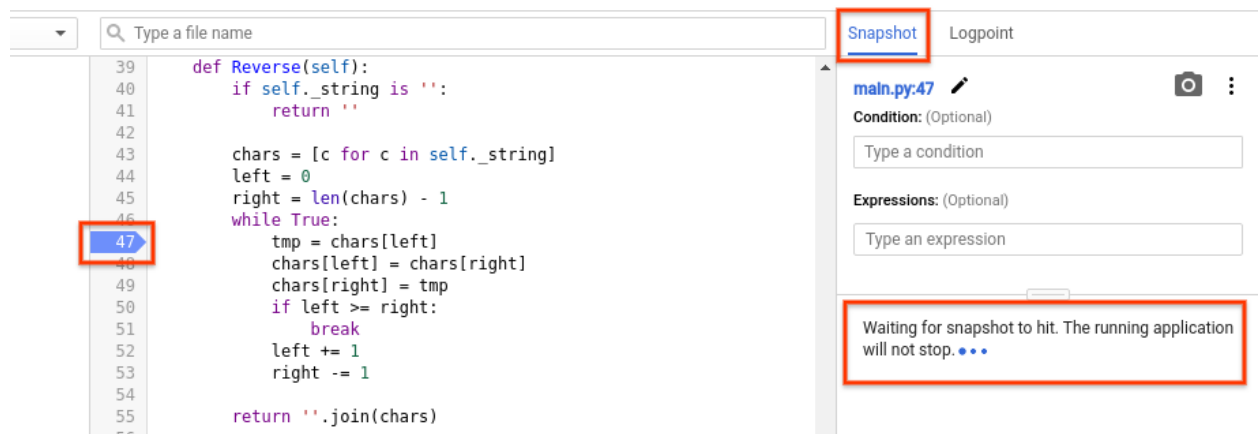 Type a file name
39 def Reverse(self):
40 if self._string is '':
41 return ''
42
43 chars = [c for c in self._string]
44 left = 0
45 right = len(chars) - 1
46 while True:
47 tmp = chars[left]
48 chars[left] = chars[right]
49 chars[right] = tmp
50 if left >= right:
51 break
52 left += 1
53 right -= 1
54
55 return ''.join(chars)
Snapshot Logpoint
main.py:47
Condition: (Optional)
Type a condition
Expressions: (Optional)
Type an expression
Waiting for snapshot to hit. The running application
will not stop.